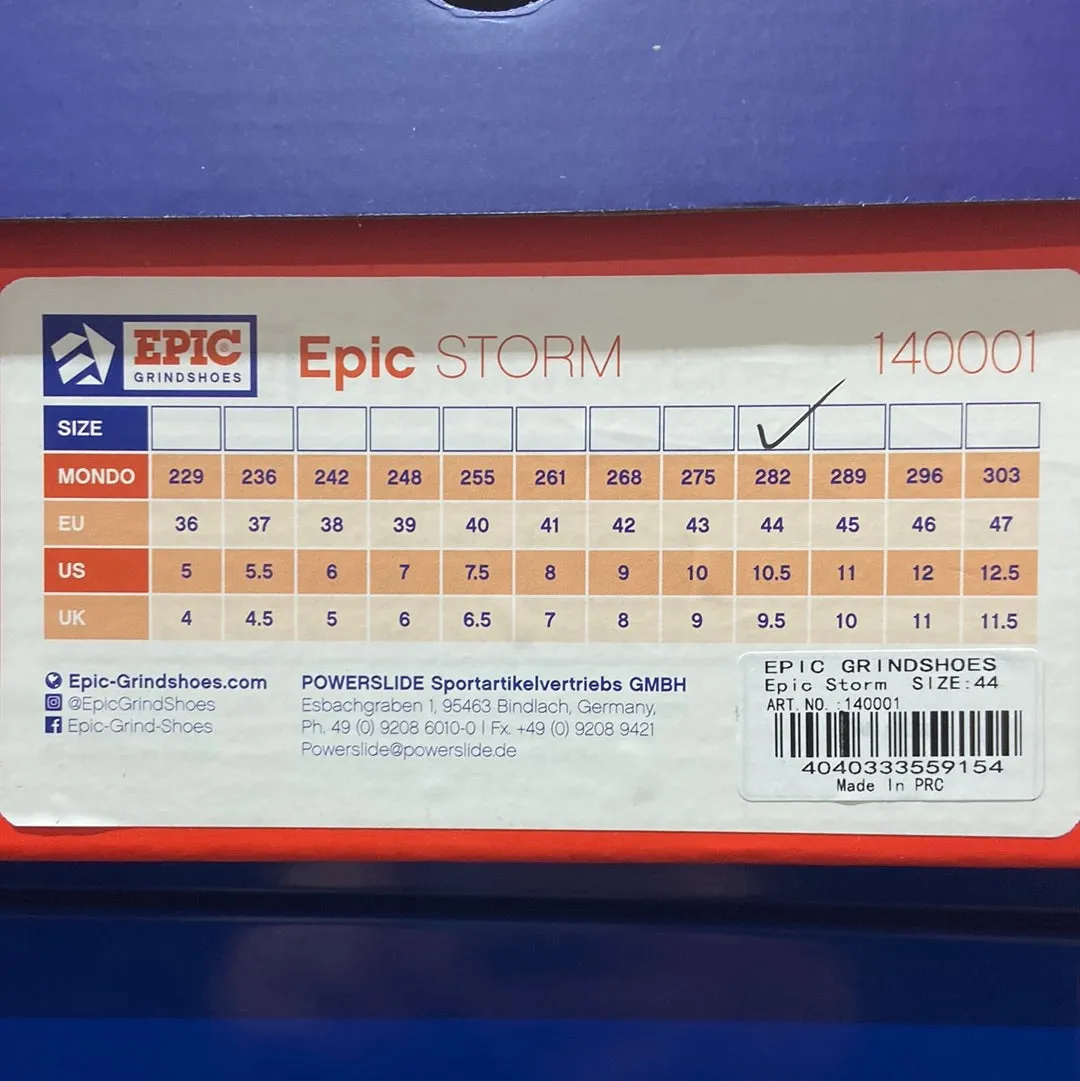 EPIC®
GRINDSHOES
Epic STORM
140001
SIZE
MONDO 229 236 242 248 255 261 268 275 282 289 296 303
EU 36 37 38 39 40 41 42 43 44 45 46 47
US 5 5.5 6 7 7.5 8 9 10 10.5 11 12 12.5
UK 4 4.5 5 6 6.5 7 8 9 9.5 10 11 11.5
Epic-Grindshoes.com
@EpicGrindShoes
Epic-Grind-Shoes
POWERSLIDE Sportartikelvertriebs GMBH
Esbachgraben 1, 95463 Bindlach, Germany,
Ph. 49 (0) 9208 6010-0 | Fx. +49 (0) 9208 9421
Powerslide@powerslide.de
EPIC GRINDSHOES
Epic Storm SIZE:44
ART. NO. :140001
4040333559154
Made In PRC